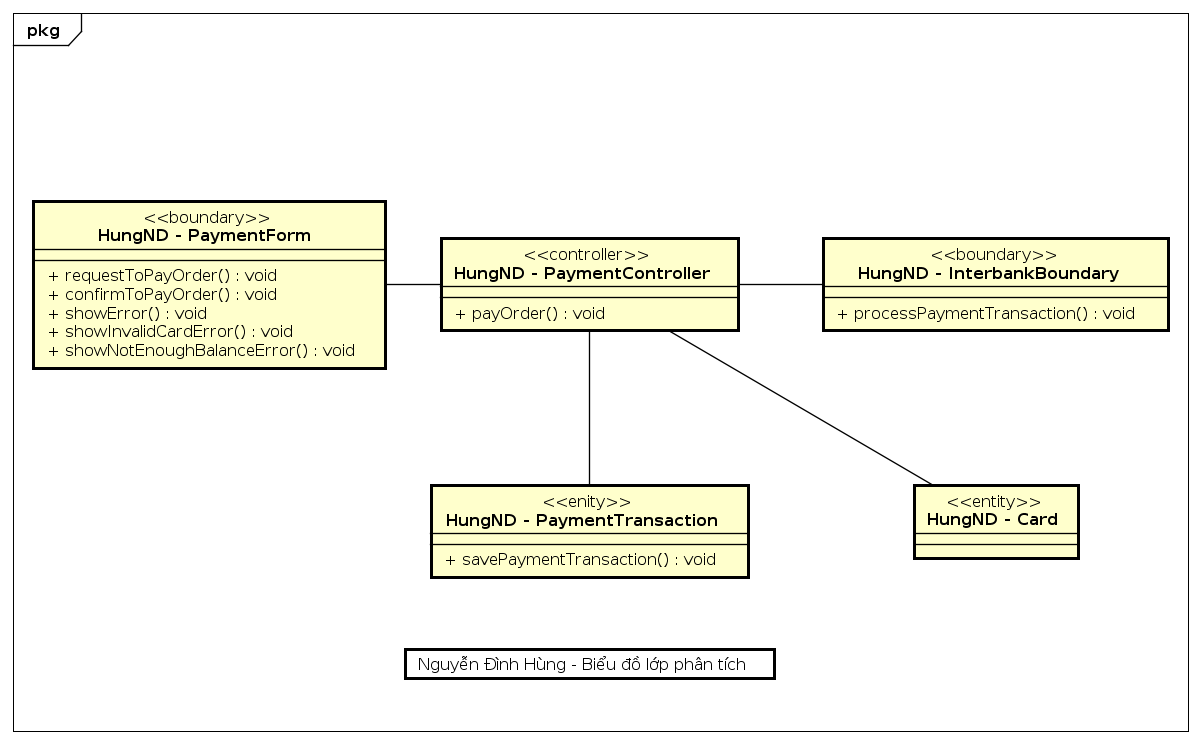 pkg
<<boundary>>
HungND - PaymentForm
+ requestToPayOrder() : void
+ confirmToPayOrder() : void
+ showError() : void
+ showInvalidCardError() : void
+ showNotEnoughBalanceError() : void
<<controller>>
HungND - PaymentController
+ payOrder() : void
<<boundary>>
HungND - InterbankBoundary
+ processPaymentTransaction() : void
<<enity>>
HungND - PaymentTransaction
+ savePaymentTransaction() : void
<<entity>>
HungND - Card
Nguyễn Đình Hùng - Biểu đồ lớp phân tích